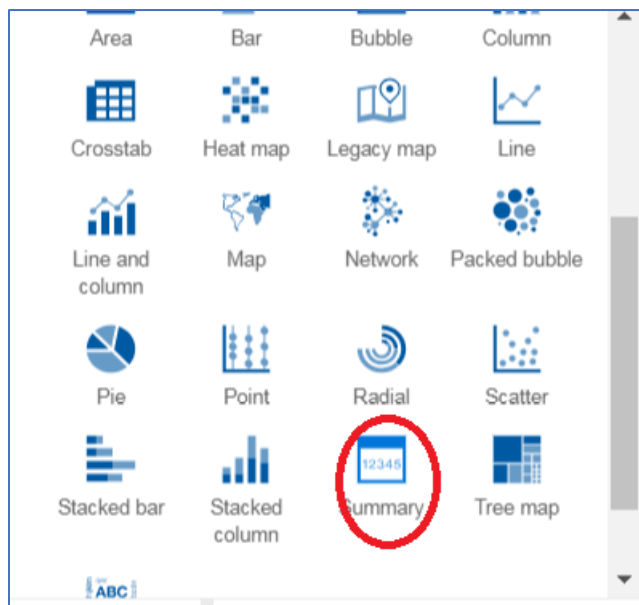 Area Bar Bubble Column
Crosstab Heat map Legacy map Line
Line and column Map Network Packed bubble
Pie Point Radial Scatter
12345
Stacked bar Stacked column Summary Tree map
ABC